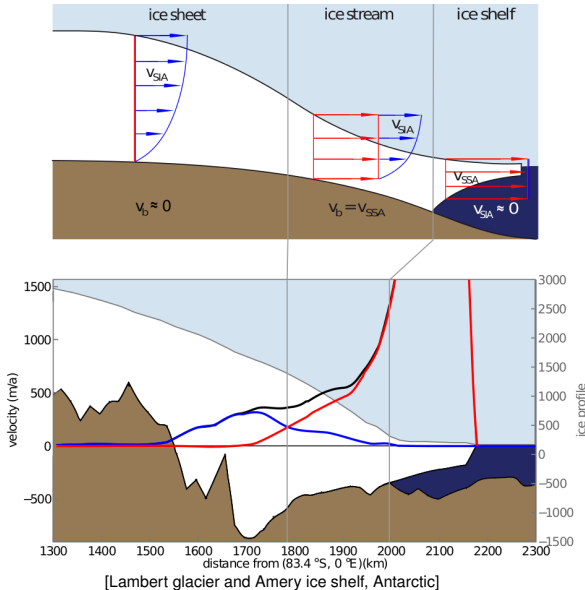 ice sheet ice stream ice shelf
vSIA
vSIA
vSSA
vb ≈ 0 vb = vSSA vSIA ≈ 0
1500
1000
500
0
−500
velocity (m/a)
3000
2500
2000
1500
1000
500
0
−500
−1000
−1500
ice profile
1300 1400 1500 1600 1700 1800 1900 2000 2100 2200 2300
distance from (83.4 °S, 0 °E)(km)
[Lambert glacier and Amery ice shelf, Antarctic]